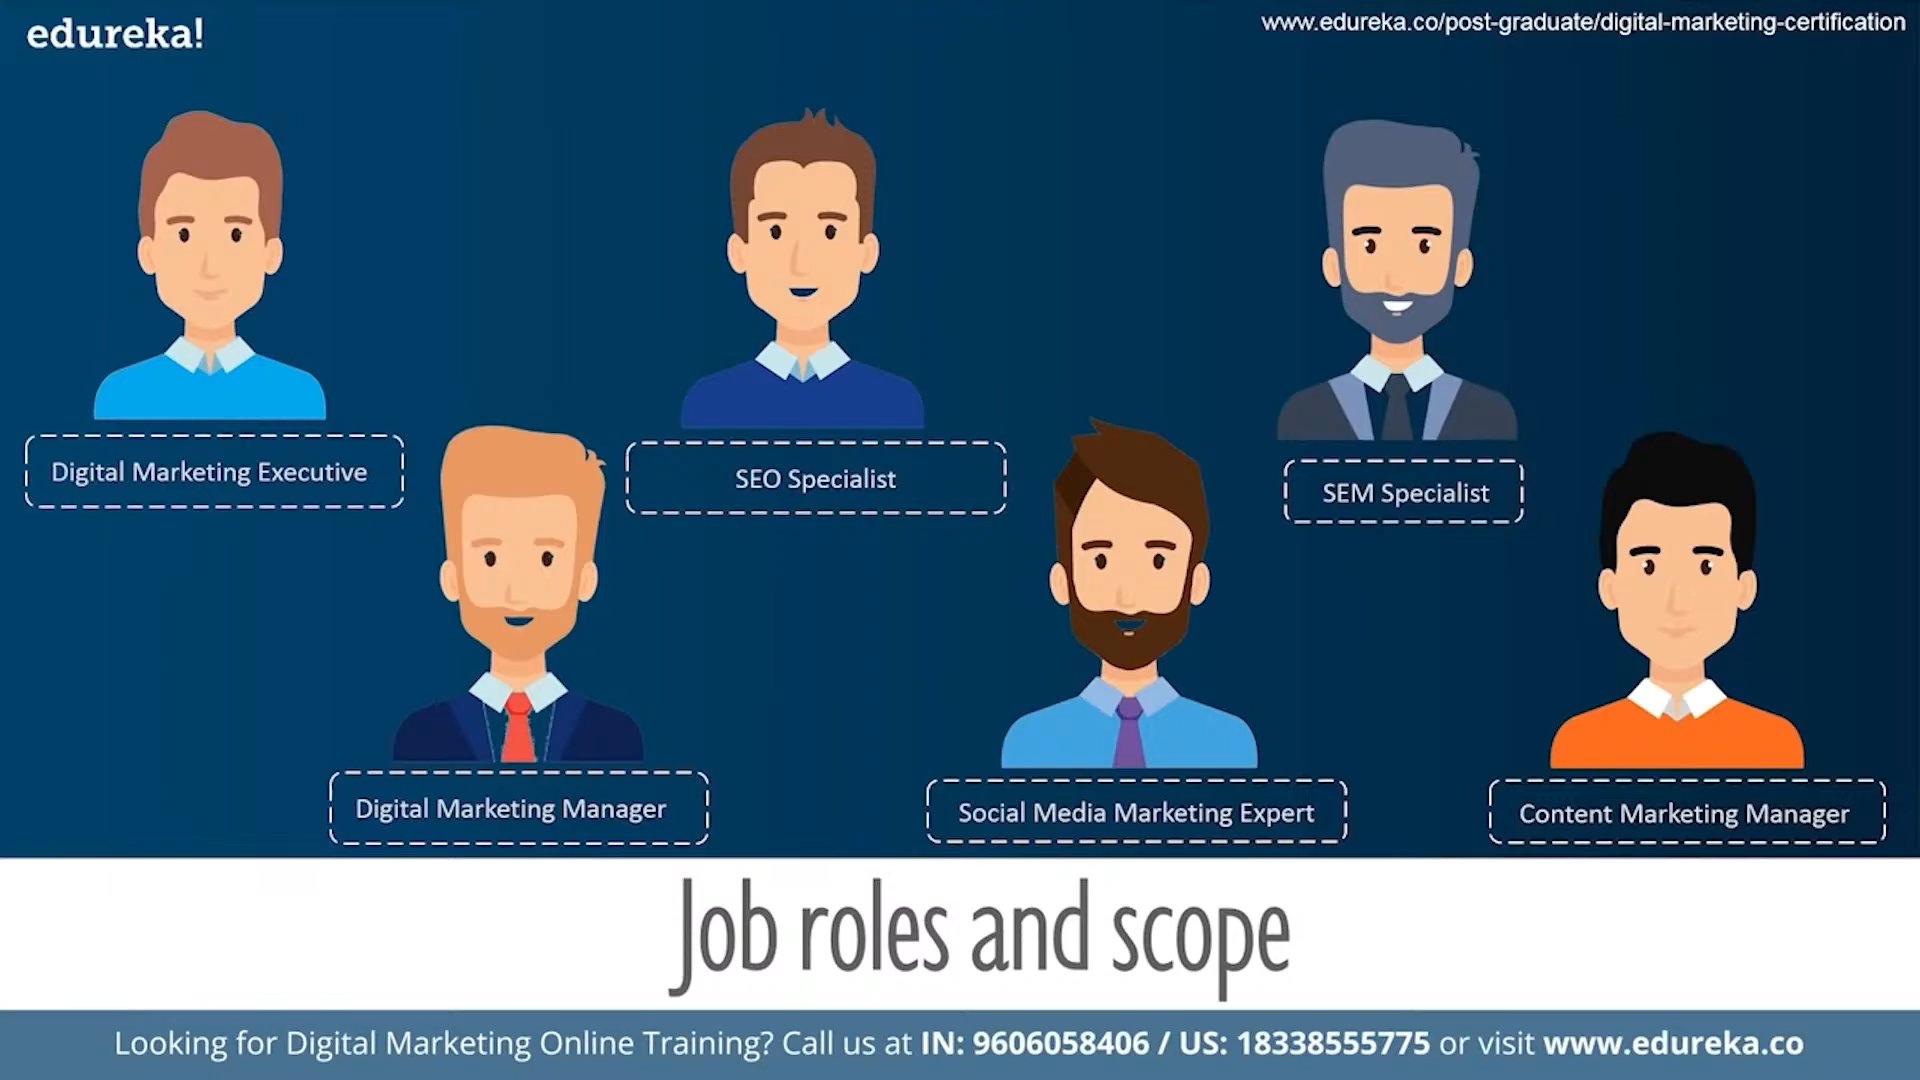 edureka!
www.edureka.co/post-graduate/digital-marketing-certification
Digital Marketing Executive
SEO Specialist
SEM Specialist
Digital Marketing Manager
Social Media Marketing Expert
Content Marketing Manager
Job roles and scope
Looking for Digital Marketing Online Training? Call us at IN: 9606058406 / US: 18338555775 or visit www.edureka.co